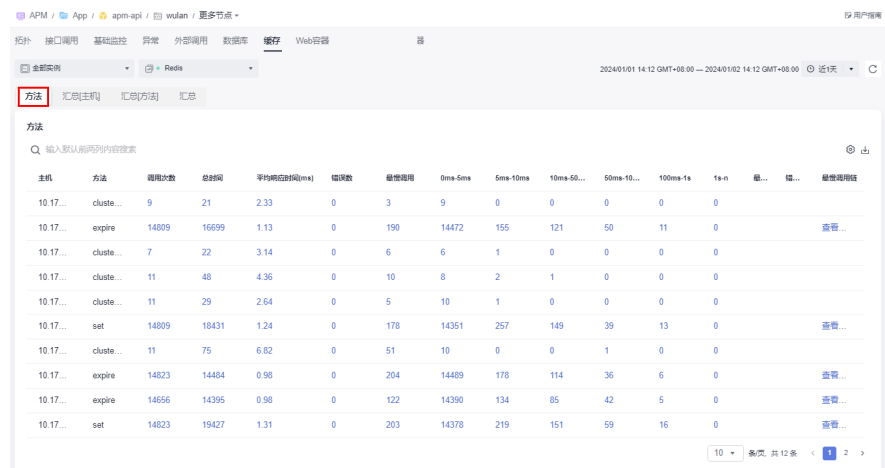 APM / App / apm-api / wulan / 更多节点 用户指南
拓扑 接口调用 基础监控 异常 外部调用 数据库 缓存 Web容器 器
全部实例 Redis 2024/01/01 14:12 GMT+08:00 — 2024/01/02 14:12 GMT+08:00 近1天
方法 汇总[主机] 汇总[方法] 汇总
方法
输入默认前两列内容搜索
主机 方法 调用次数 总时间 平均响应时间(ms) 错误数 最慢调用 0ms-5ms 5ms-10ms 10ms-50... 50ms-10... 100ms-1s 1s-n 最... 错... 最慢调用链
10.17... cluste... 9 21 2.33 0 3 9 0 0 0 0 0
10.17... expire 14809 16699 1.13 0 190 14472 155 121 50 11 0 查看...
10.17... cluste... 7 22 3.14 0 6 6 1 0 0 0 0
10.17... cluste... 11 48 4.36 0 10 8 2 1 0 0 0
10.17... cluste... 11 29 2.64 0 5 10 1 0 0 0 0
10.17... set 14809 18431 1.24 0 178 14351 257 149 39 13 0 查看...
10.17... cluste... 11 75 6.82 0 51 10 0 0 1 0 0
10.17... expire 14823 14484 0.98 0 204 14489 178 114 36 6 0 查看...
10.17... expire 14656 14395 0.98 0 122 14390 134 85 42 5 0 查看...
10.17... set 14823 19427 1.31 0 203 14378 219 151 59 16 0 查看...
10 条/页, 共 12 条 < 1 2 >